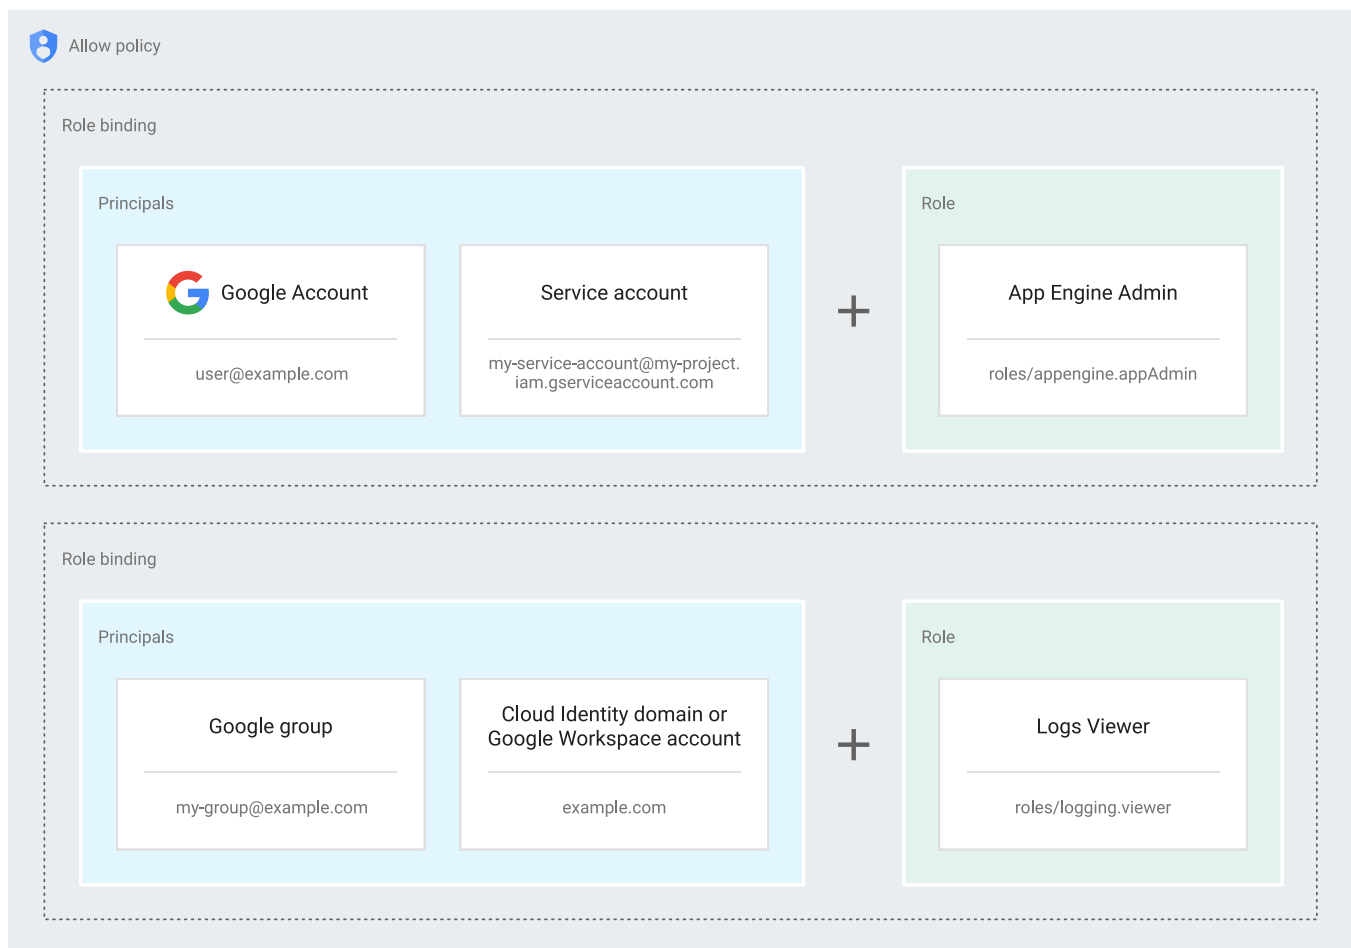 Allow policy
Role binding
Principals
Google Account
user@example.com
Service account
my-service-account@my-project.
iam.gserviceaccount.com
+
Role
App Engine Admin
roles/appengine.appAdmin
Role binding
Principals
Google group
my-group@example.com
Cloud Identity domain or
Google Workspace account
example.com
+
Role
Logs Viewer
roles/logging.viewer